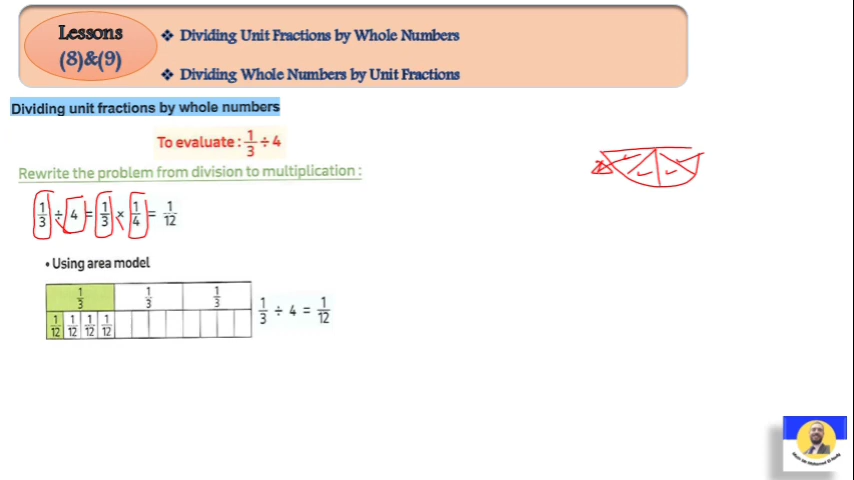 Lessons
(8)&(9)
❖ Dividing Unit Fractions by Whole Numbers
❖ Dividing Whole Numbers by Unit Fractions
Dividing unit fractions by whole numbers
To evaluate : 1/3 ÷ 4
Rewrite the problem from division to multiplication :
1/3 ÷ 4 = 1/3 × 1/4 = 1/12
• Using area model
1/3 1/3 1/3
1/12 1/12 1/12 1/12
1/3 ÷ 4 = 1/12